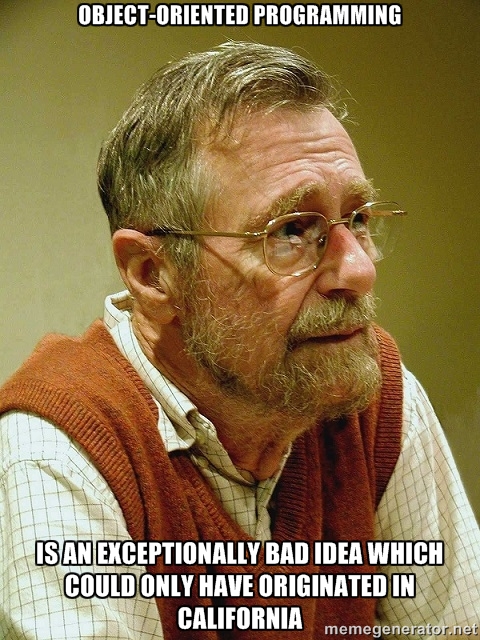 OBJECT-ORIENTED PROGRAMMING
IS AN EXCEPTIONALLY BAD IDEA WHICH
COULD ONLY HAVE ORIGINATED IN
CALIFORNIA
memegenerator.net